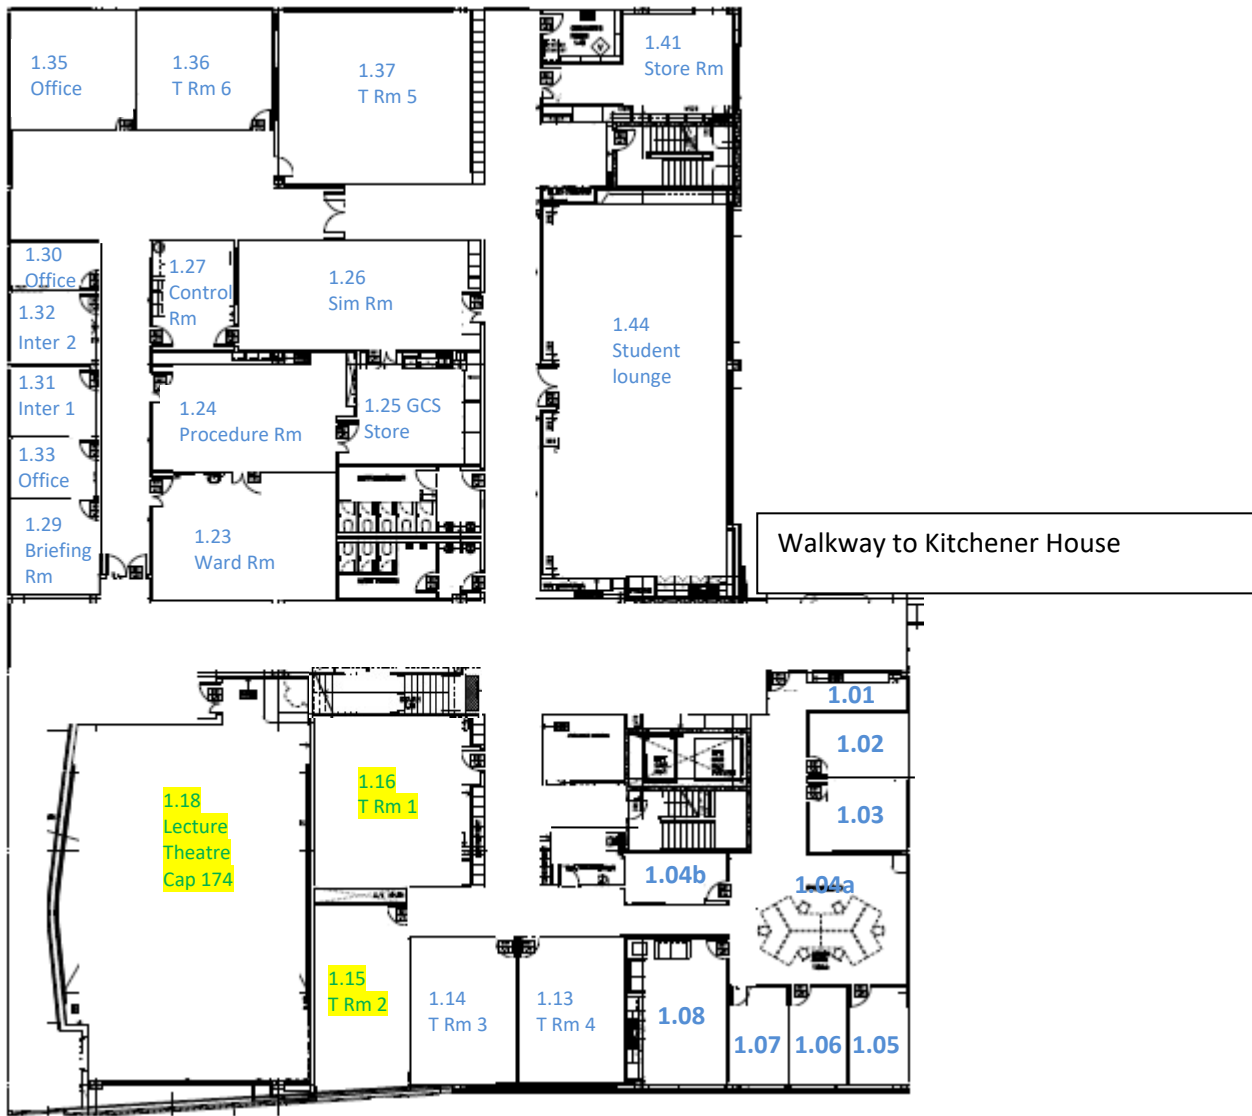 1.35
Office
1.36
T Rm 6
1.37
T Rm 5
1.41
Store Rm
1.30
Office
1.27
Control
Rm
1.26
Sim Rm
1.32
Inter 2
1.44
Student
lounge
1.31
Inter 1
1.24
Procedure Rm
1.25 GCS
Store
1.33
Office
1.29
Briefing
Rm
1.23
Ward Rm
Walkway to Kitchener House
1.01
1.02
1.03
1.16
T Rm 1
1.18
Lecture
Theatre
Cap 174
1.04b
1.04a
1.15
T Rm 2
1.14
T Rm 3
1.13
T Rm 4
1.08
1.07
1.06
1.05